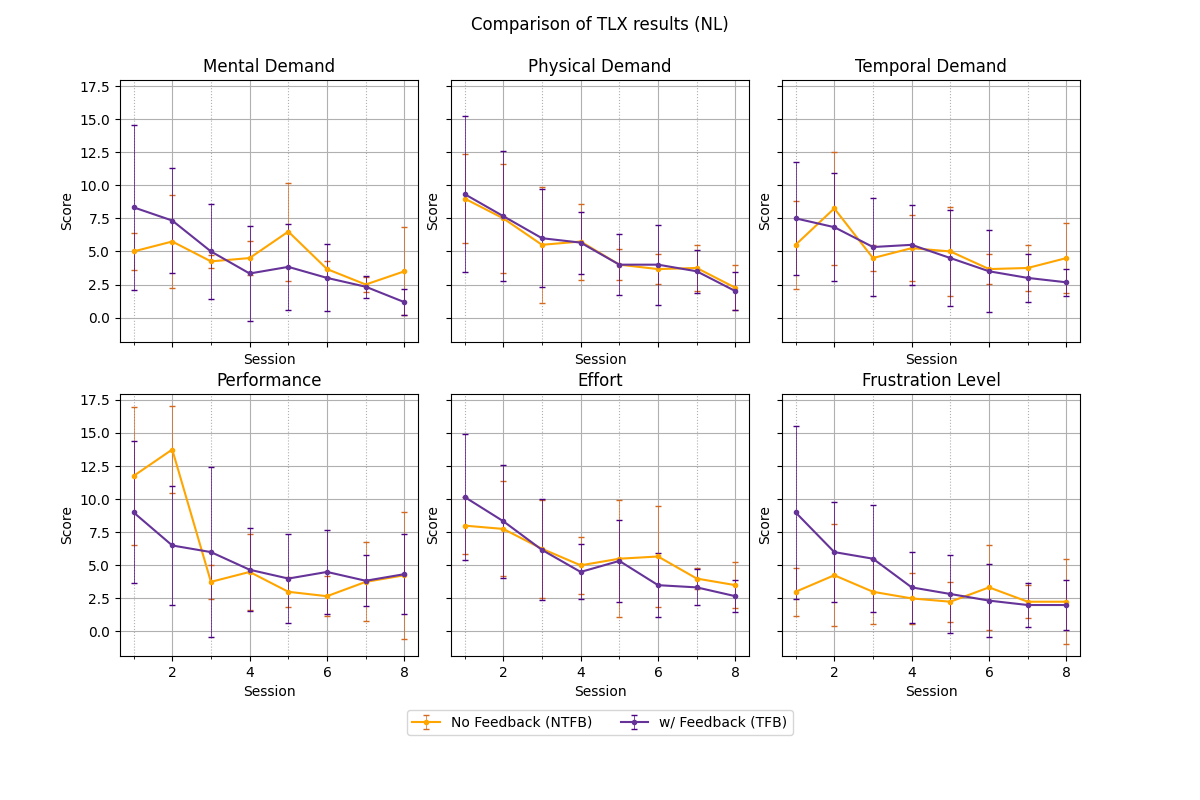 Comparison of TLX results (NL)
Mental Demand
Physical Demand
Temporal Demand
17.5
15.0
12.5
10.0
7.5
5.0
2.5
0.0
Score
Score
Score
Session
Session
Session
Performance
Effort
Frustration Level
17.5
15.0
12.5
10.0
7.5
5.0
2.5
0.0
Score
Score
Score
2 4 6 8
2 4 6 8
2 4 6 8
Session
Session
Session
No Feedback (NTFB)
w/ Feedback (TFB)